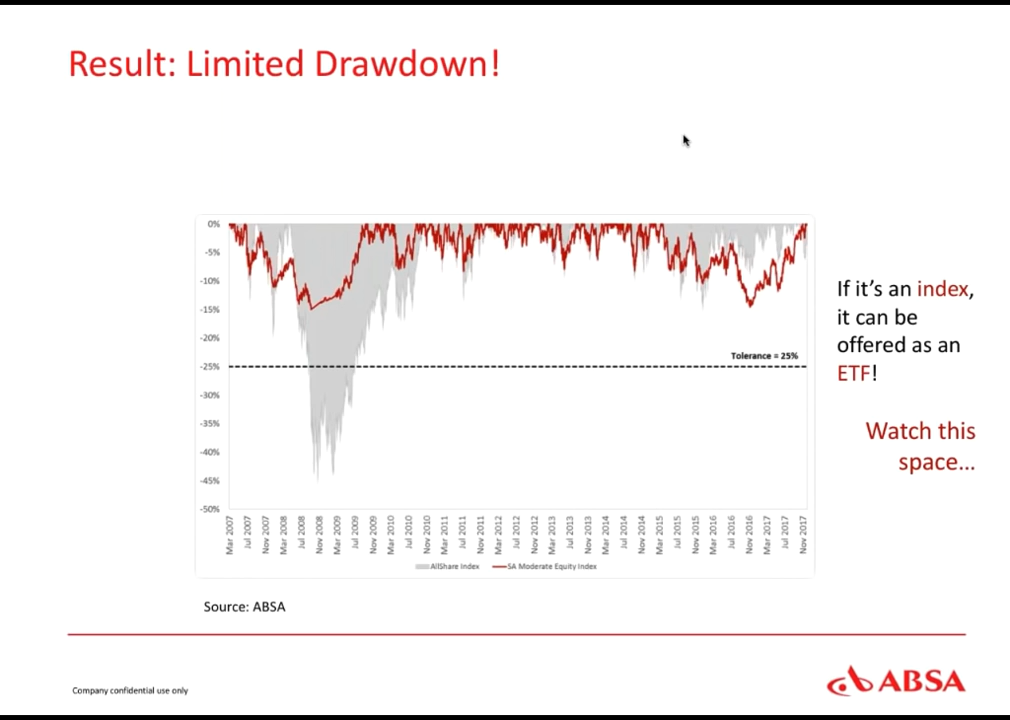 Result: Limited Drawdown!
0%
-5%
-10%
-15%
-20%
-25%
-30%
-35%
-40%
-45%
-50%
Tolerance = 25%
Mar 2007
Jul 2007
Nov 2007
Mar 2008
Jul 2008
Nov 2008
Mar 2009
Jul 2009
Nov 2009
Mar 2010
Jul 2010
Nov 2010
Mar 2011
Jul 2011
Nov 2011
Mar 2012
Jul 2012
Nov 2012
Mar 2013
Jul 2013
Nov 2013
Mar 2014
Jul 2014
Nov 2014
Mar 2015
Jul 2015
Nov 2015
Mar 2016
Jul 2016
Nov 2016
Mar 2017
Jul 2017
Nov 2017
AllShare Index
SA Moderate Equity Index
If it's an index,
it can be
offered as an
ETF!
Watch this
space...
Source: ABSA
Company confidential use only
ABSA